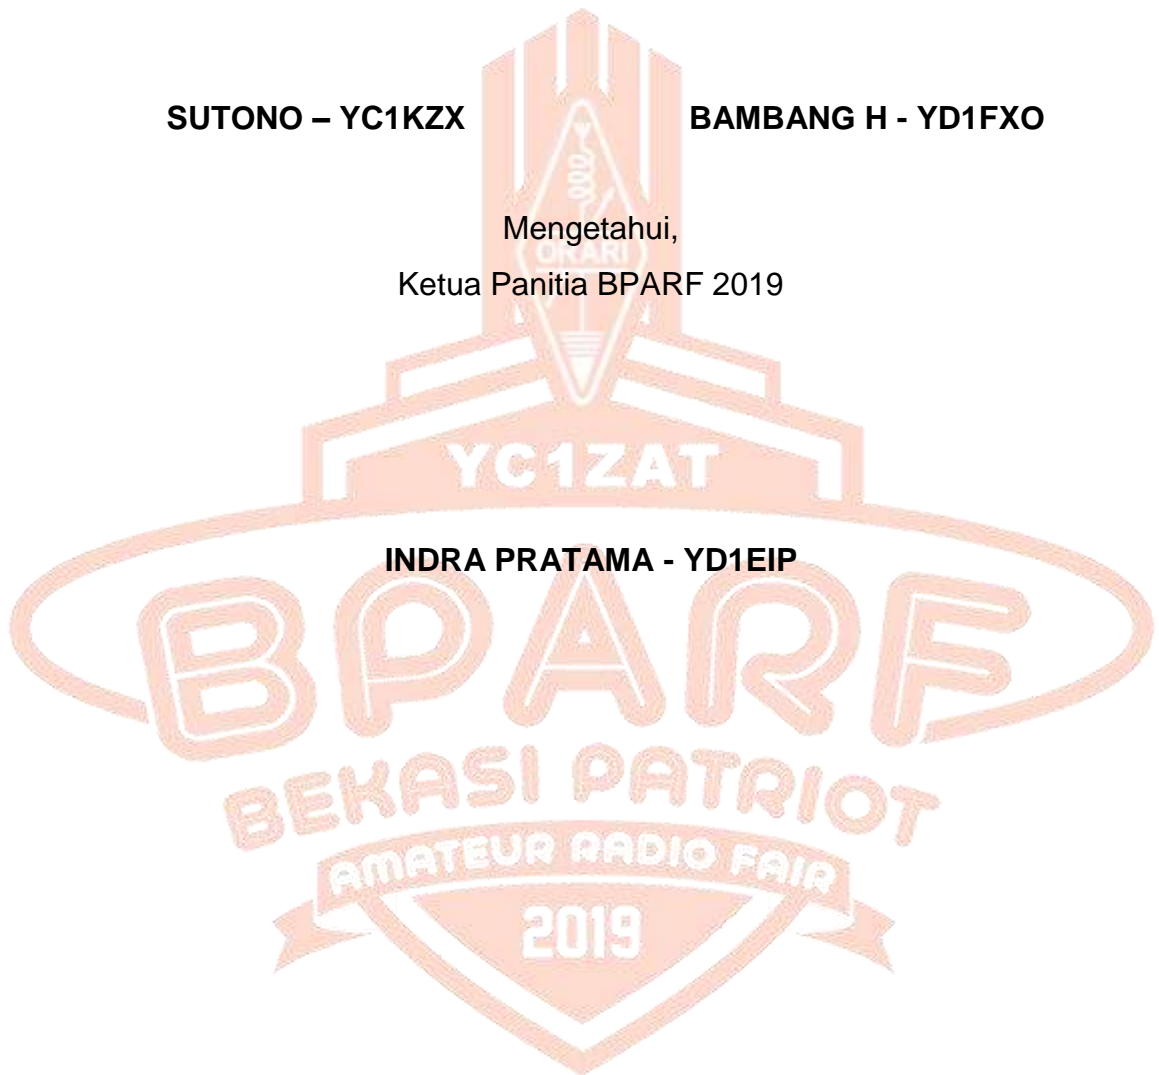 SUTONO – YC1KZX BAMBANG H - YD1FXO
Mengetahui,
ORARI
Ketua Panitia BPARF 2019
YC1ZAT
INDRA PRATAMA - YD1EIP
BPARF
BEKASI PATRIOT
AMATEUR RADIO FAIR
2019